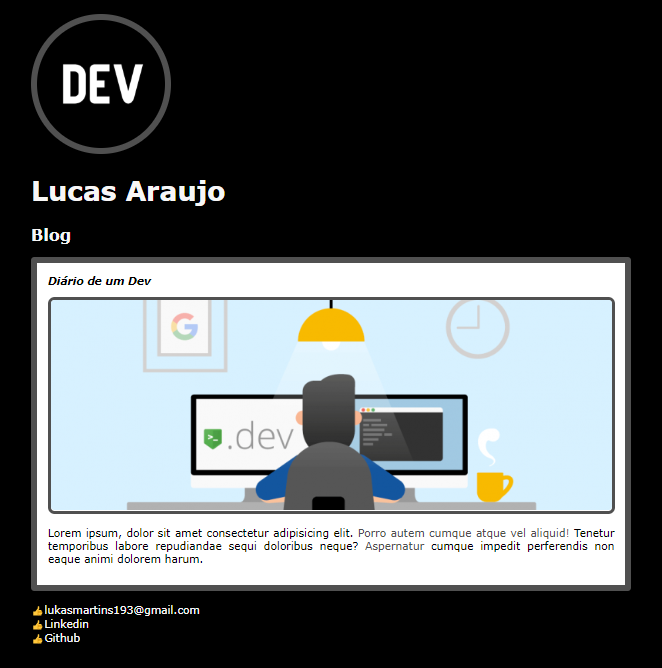 DEV
Lucas Araujo
Blog
Diário de um Dev
G
>_
.dev
Lorem ipsum, dolor sit amet consectetur adipisicing elit. Porro autem cumque atque vel aliquid! Tenetur
temporibus labore repudiandae sequi doloribus neque? Aspernatur cumque impedit perferendis non
eaque animi dolorem harum.
👍lukasmartins193@gmail.com
👍Linkedin
👍Github